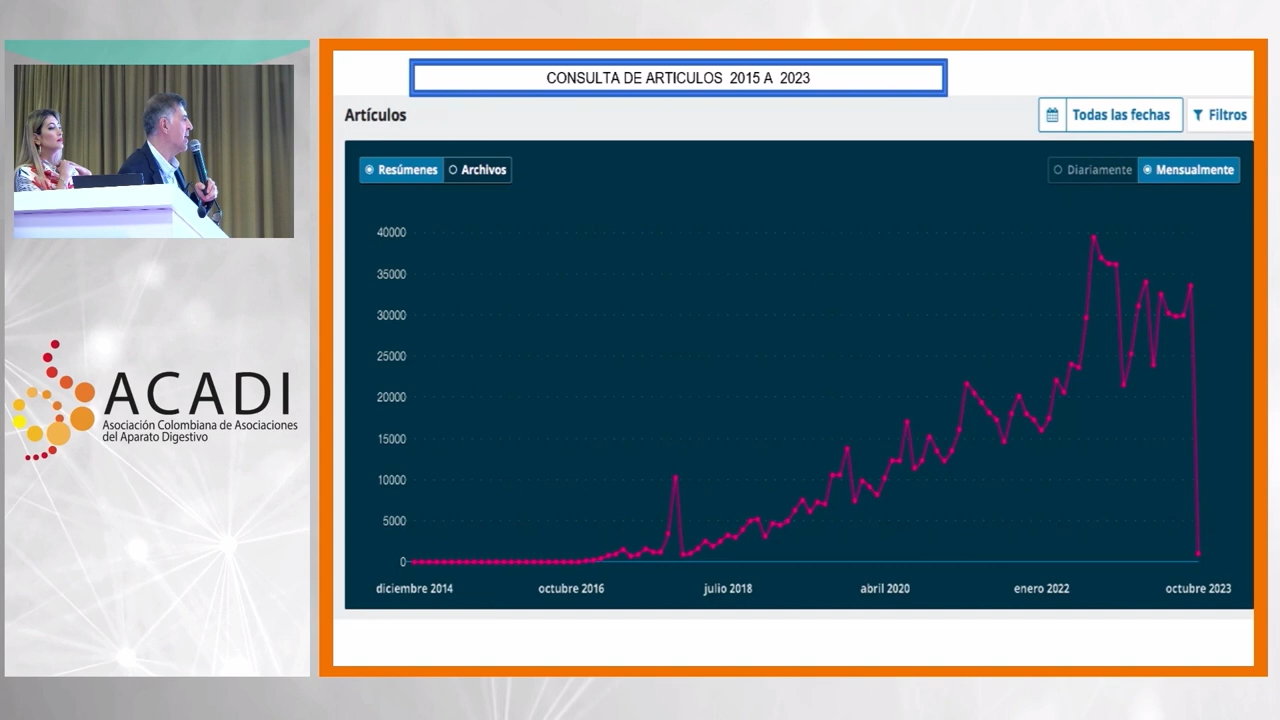 CONSULTA DE ARTICULOS 2015 A 2023
Artículos
Todas las fechas
Filtros
Resúmenes
Archivos
Diariamente
Mensualmente
40000
35000
30000
25000
20000
15000
10000
5000
0
diciembre 2014
octubre 2016
julio 2018
abril 2020
enero 2022
octubre 2023
ACADI
Asociación Colombiana de Asociaciones
del Aparato Digestivo